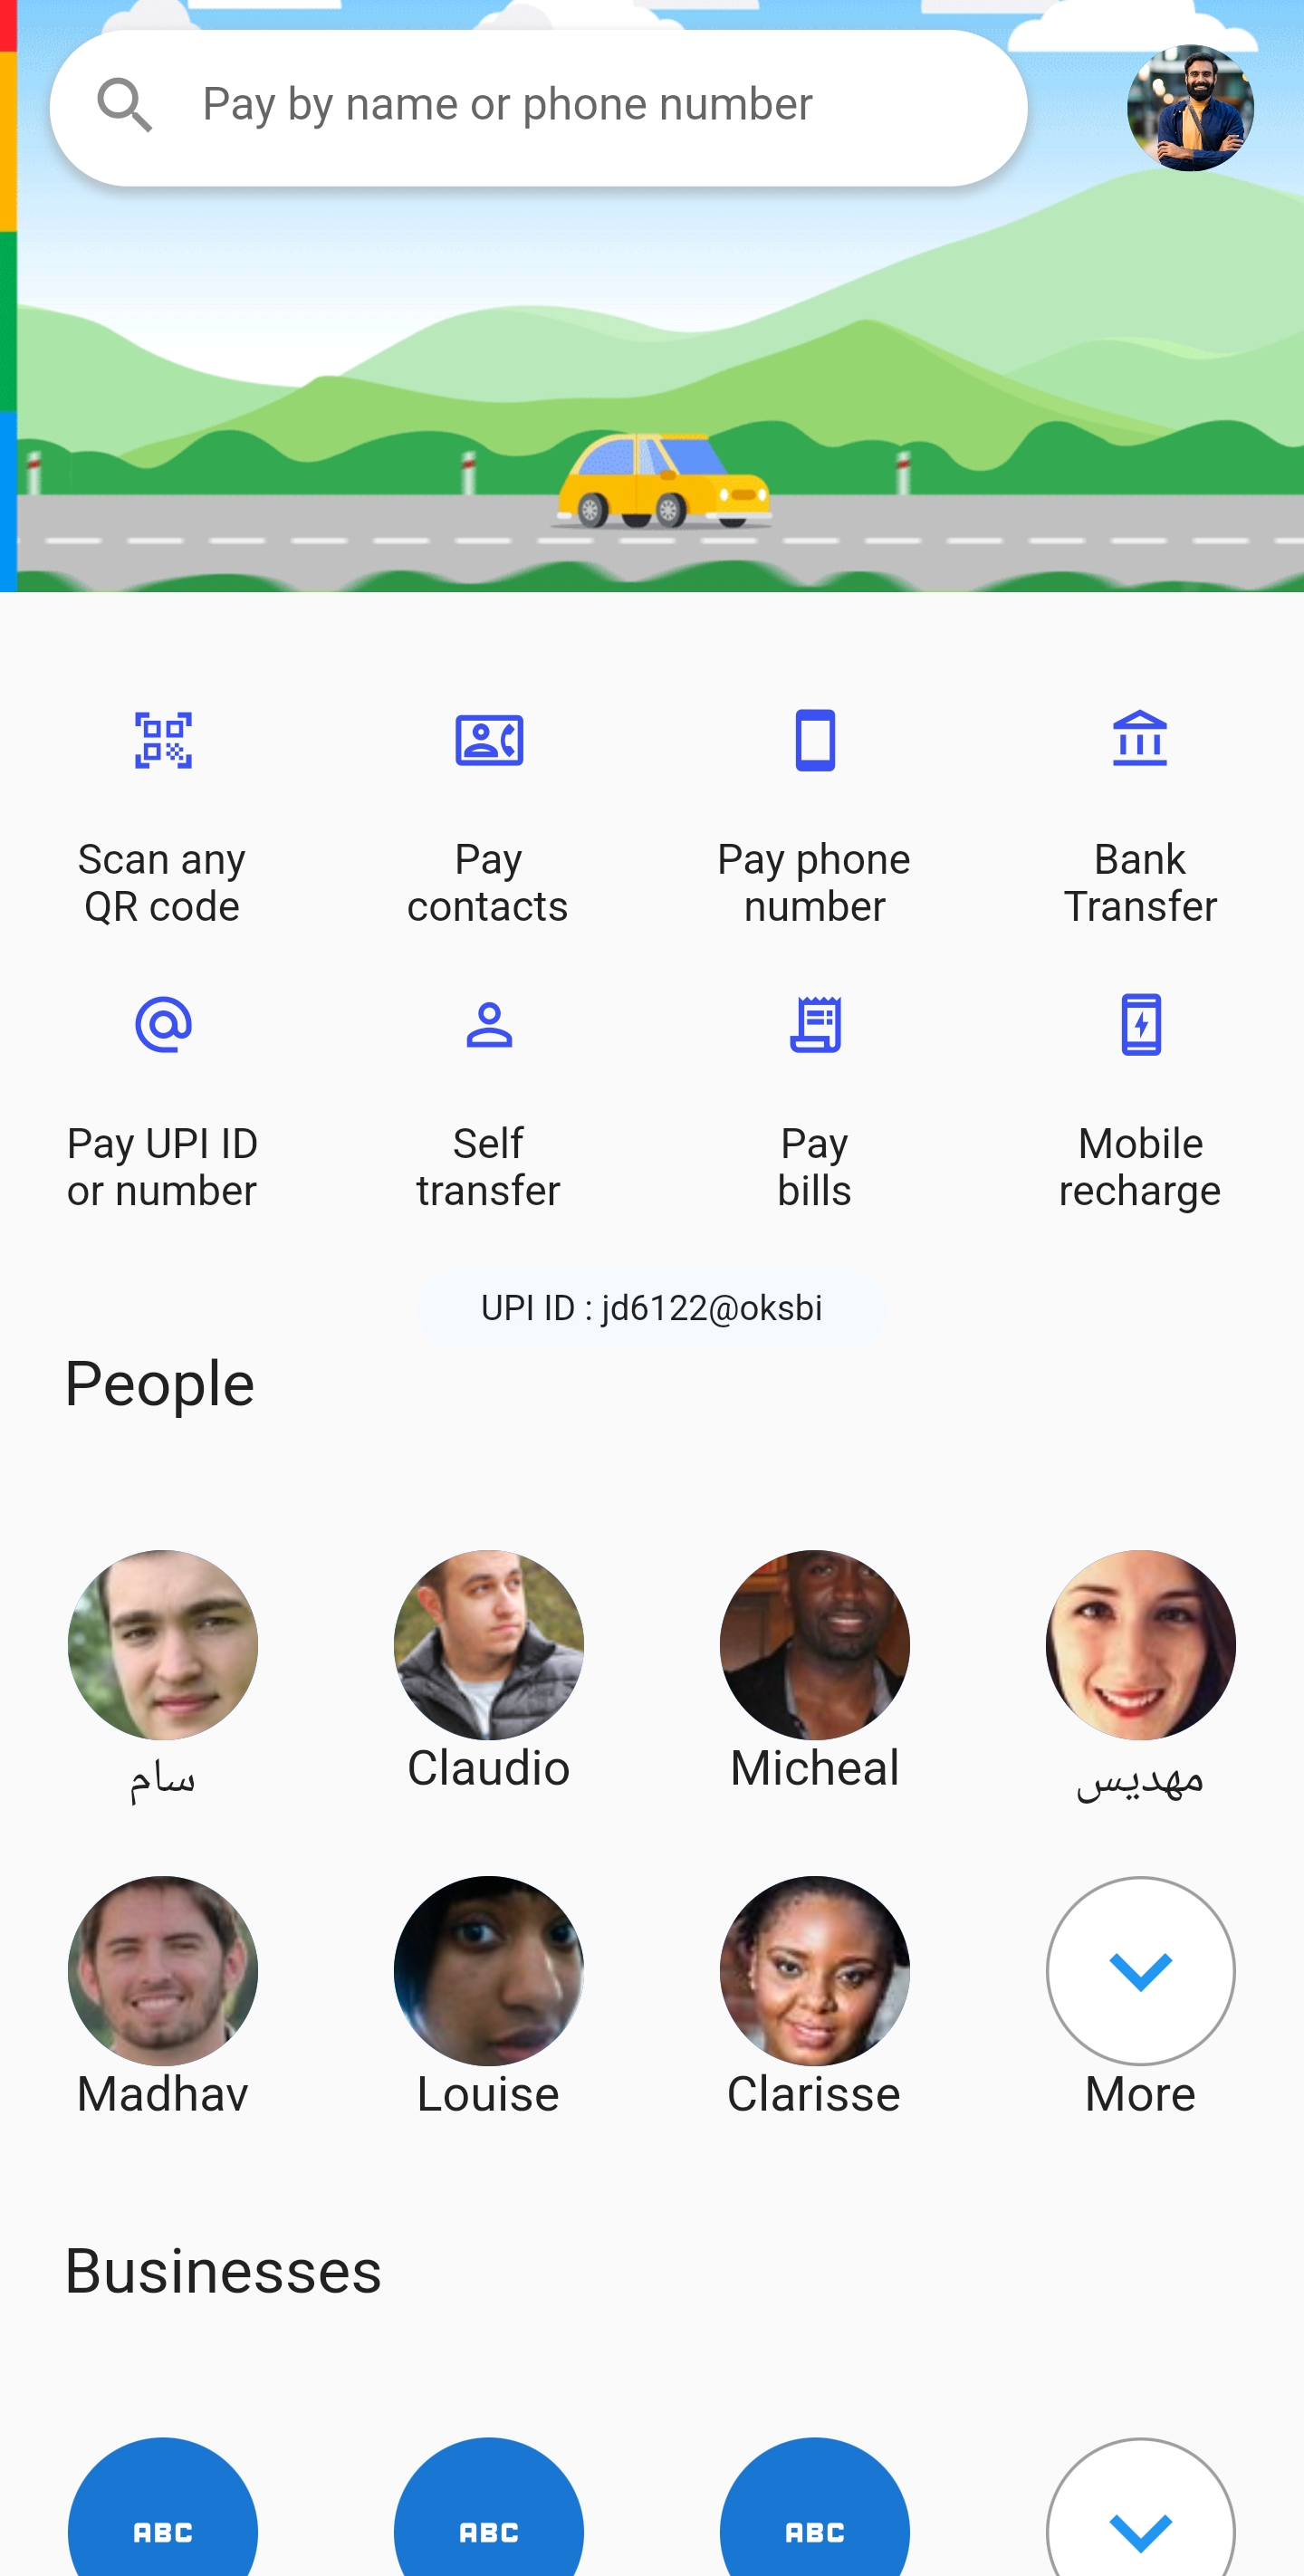 Pay by name or phone number
Scan any
QR code
Pay
contacts
Pay phone
number
Bank
Transfer
Pay UPI ID
or number
Self
transfer
Pay
bills
Mobile
recharge
UPI ID : jd6122@oksbi
People
سام
Claudio
Micheal
مهدیس
Madhav
Louise
Clarisse
More
Businesses
ABC
ABC
ABC